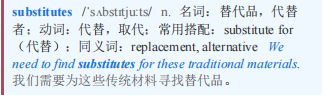 substitutes /ˈsʌbstɪtjuːts/ n. 名词：替代品，代替
者；动词：代替，取代；常用搭配：substitute for
（代替）；同义词：replacement, alternative We
need to find substitutes for these traditional materials.
我们需要为这些传统材料寻找替代品。